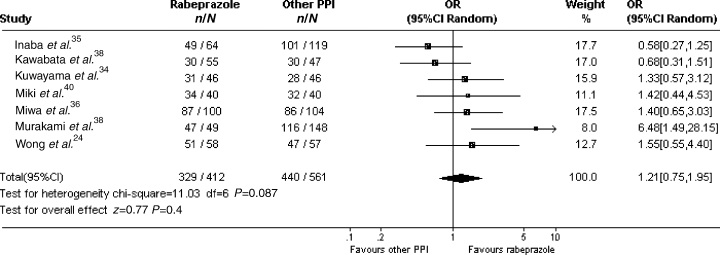 Rabeprazole Other PPI OR Weight OR
Study n/N n/N (95%CI Random) % (95%CI Random)
Inaba et al.35 49 / 64 101 / 119 17.7 0.58[0.27,1.25]
Kawabata et al.38 30 / 55 30 / 47 17.0 0.68[0.31,1.51]
Kuwayama et al.34 31 / 46 28 / 46 15.9 1.33[0.57,3.12]
Miki et al.40 34 / 40 32 / 40 11.1 1.42[0.44,4.53]
Miwa et al.36 87 / 100 86 / 104 17.5 1.40[0.65,3.03]
Murakami et al.38 47 / 49 116 / 148 8.0 6.48[1.49,28.15]
Wong et al.24 51 / 58 47 / 57 12.7 1.55[0.55,4.40]
Total(95%CI) 329 / 412 440 / 561 100.0 1.21[0.75,1.95]
Test for heterogeneity chi-square=11.03 df=6 P=0.087
Test for overall effect z=0.77 P=0.4
.1 0.2 1 5 10
Favours other PPI Favours rabeprazole